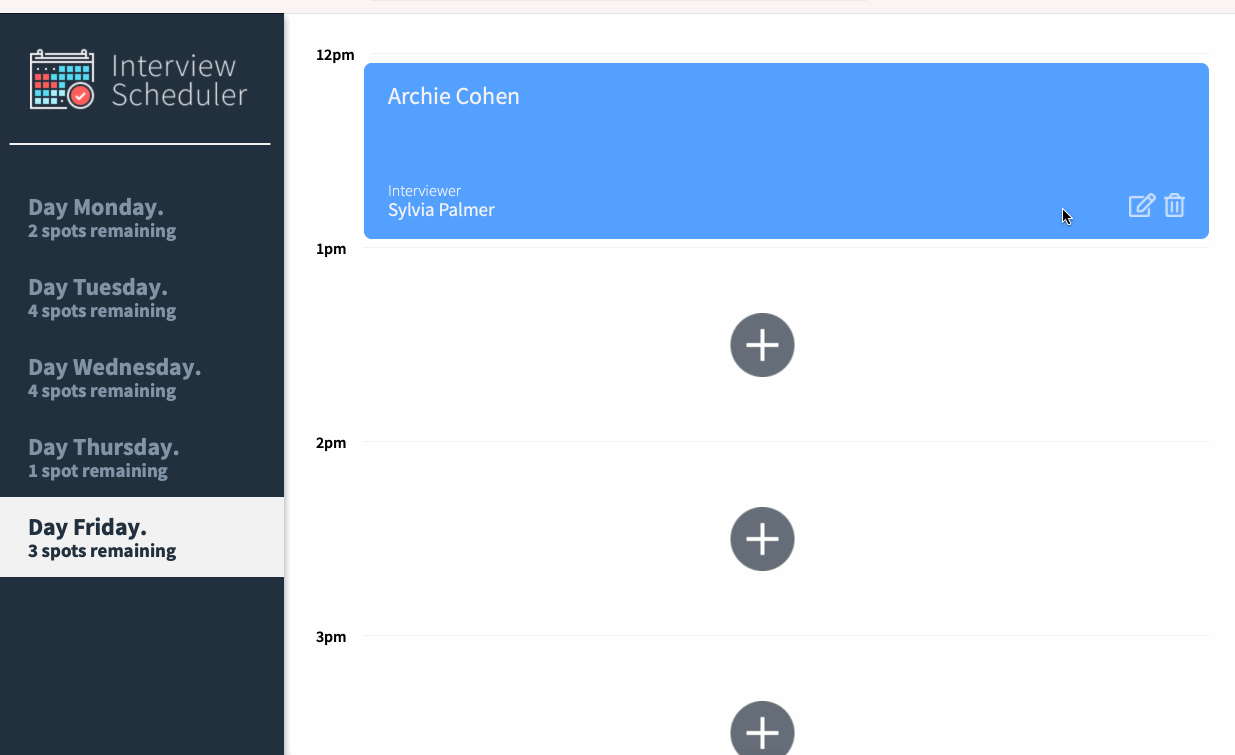 Interview
Scheduler
Day Monday.
2 spots remaining
Day Tuesday.
4 spots remaining
Day Wednesday.
4 spots remaining
Day Thursday.
1 spot remaining
Day Friday.
3 spots remaining
12pm
Archie Cohen
Interviewer
Sylvia Palmer
1pm
2pm
3pm